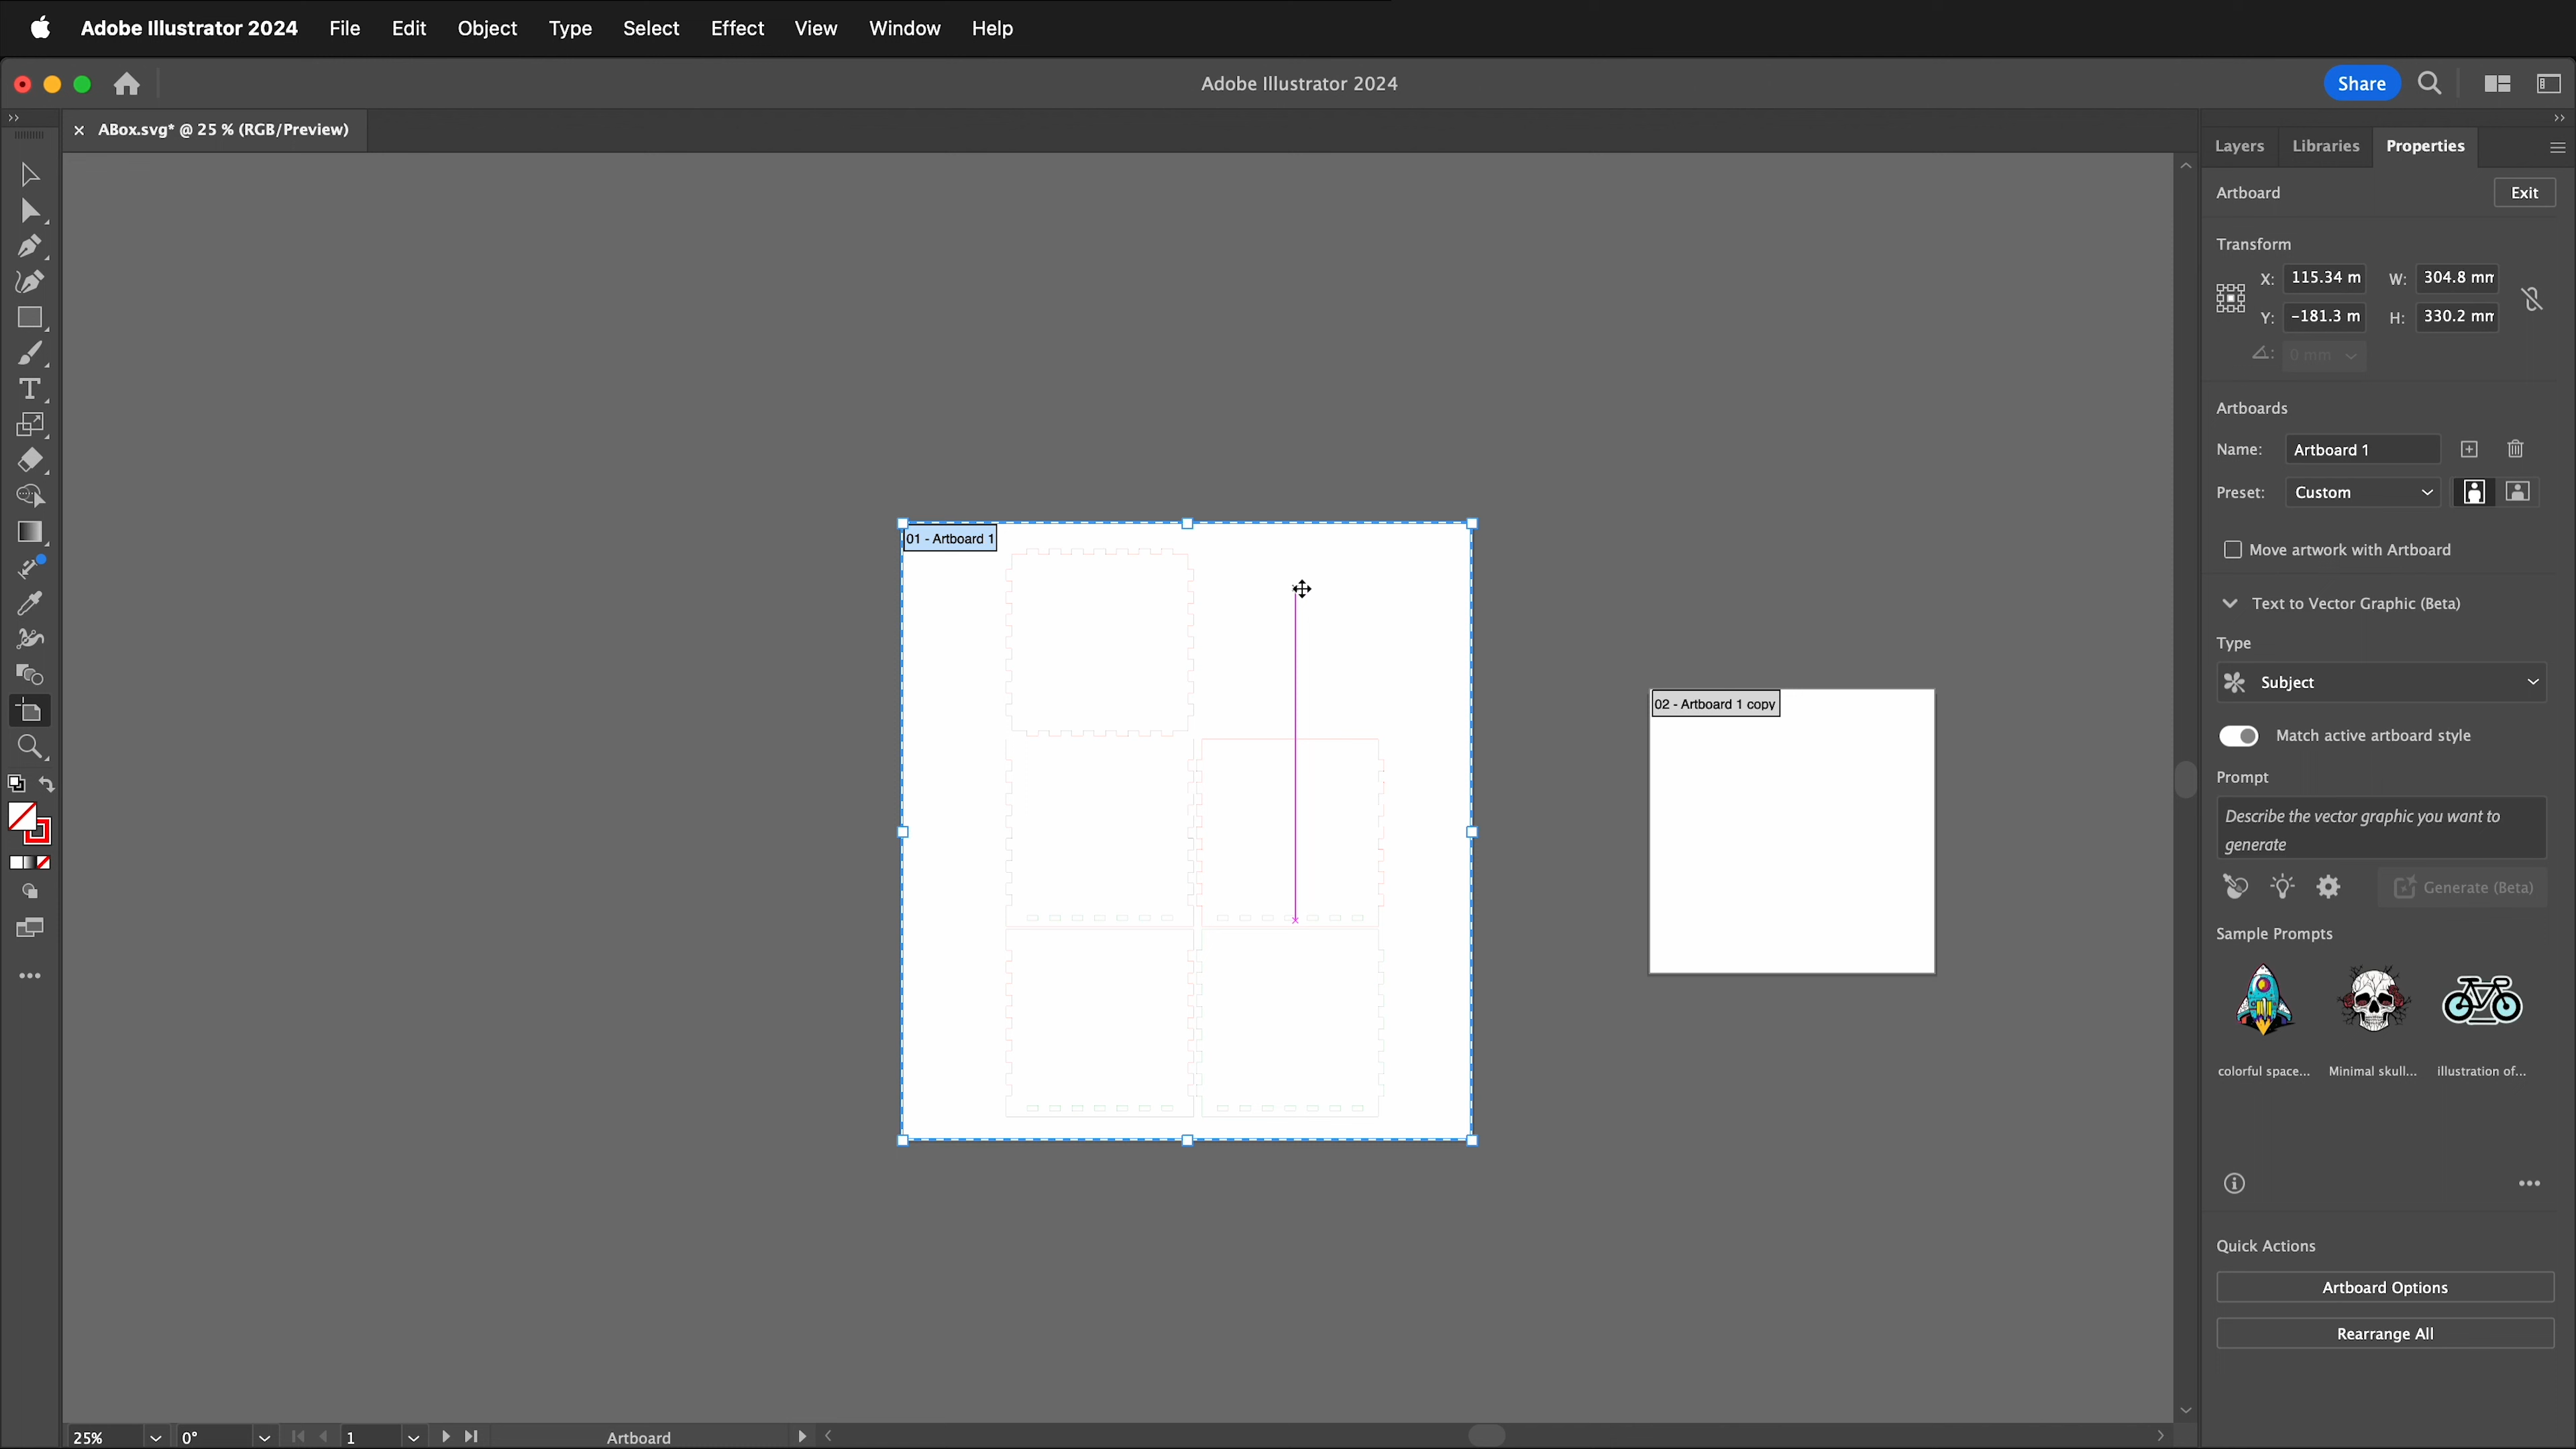 Adobe Illustrator 2024 File Edit Object Type Select Effect View Window Help
Adobe Illustrator 2024
Share
ABox.svg* @ 25 % (RGB/Preview)
Layers Libraries Properties
Artboard
Exit
Transform
X: 115.34 m W: 304.8 mm
Y: -181.3 m H: 330.2 mm
0 mm
Artboards
Name: Artboard 1
Preset: Custom
Move artwork with Artboard
Text to Vector Graphic (Beta)
Type
Subject
Match active artboard style
Prompt
Describe the vector graphic you want to
generate
Generate (Beta)
Sample Prompts
colorful space... Minimal skull... illustration of...
Quick Actions
Artboard Options
Rearrange All
01 - Artboard 1
02 - Artboard 1 copy
25% 0° 1 Artboard